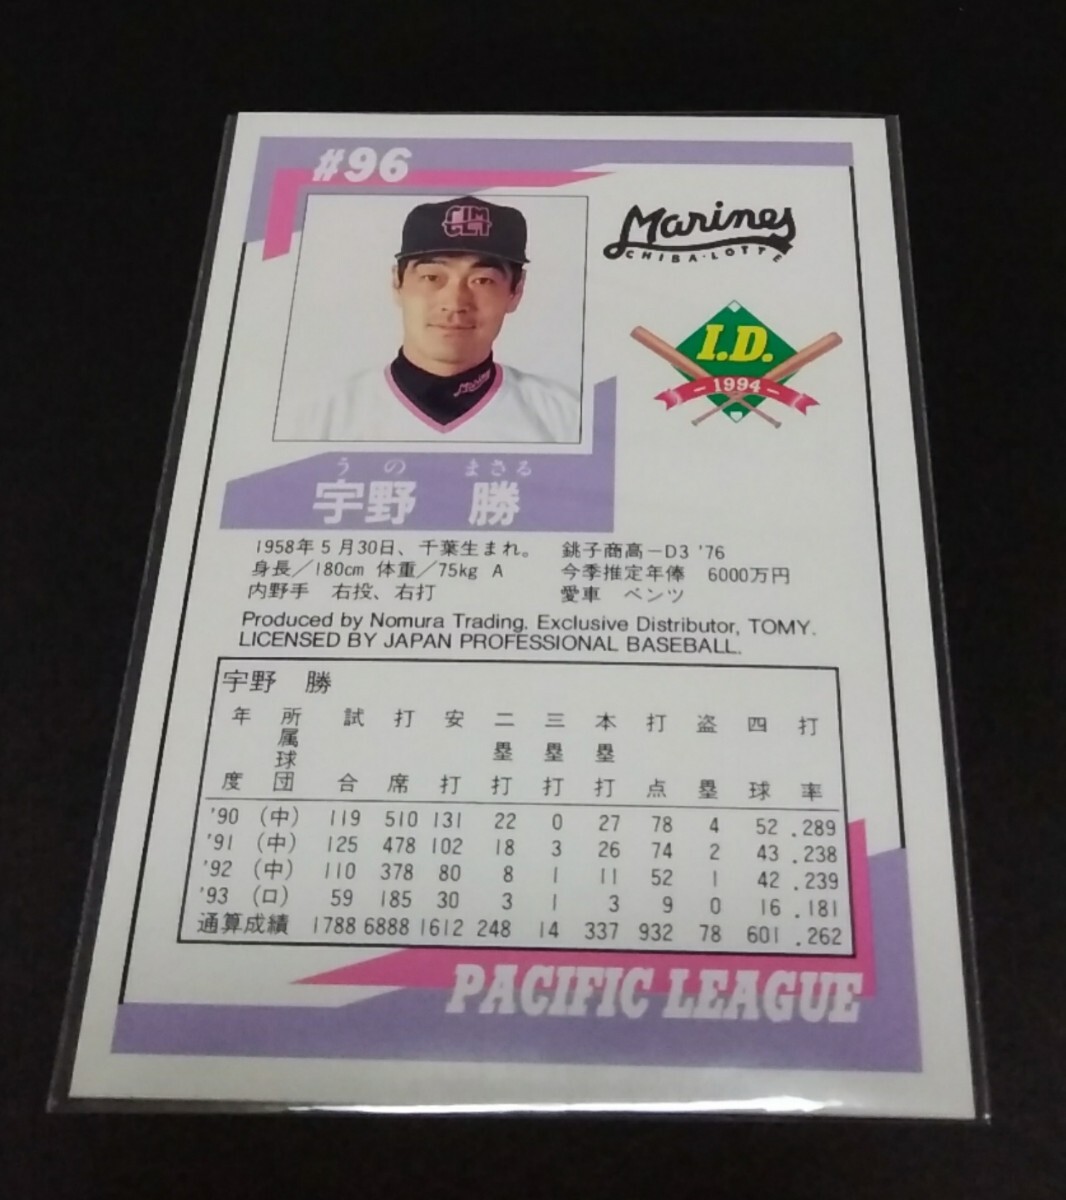 #96
Marines
CHIBA·LOTTE
Marines
I.D.
-1994-
うの まさる
宇野 勝
1958年5月30日、千葉生まれ。 銚子商高－D3 '76
身長／180cm 体重／75kg A 今季推定年俸 6000万円
内野手 右投、右打 愛車 ベンツ
Produced by Nomura Trading. Exclusive Distributor, TOMY.
LICENSED BY JAPAN PROFESSIONAL BASEBALL.
宇野 勝
年度 所属球団 試合 打席 安打 二塁打 三塁打 本塁打 打点 盗塁 四球 打率
'90 (中) 119 510 131 22 0 27 78 4 52 .289
'91 (中) 125 478 102 18 3 26 74 2 43 .238
'92 (中) 110 378 80 8 1 11 52 1 42 .239
'93 (ロ) 59 185 30 3 1 3 9 0 16 .181
通算成績 1788 6888 1612 248 14 337 932 78 601 .262
PACIFIC LEAGUE